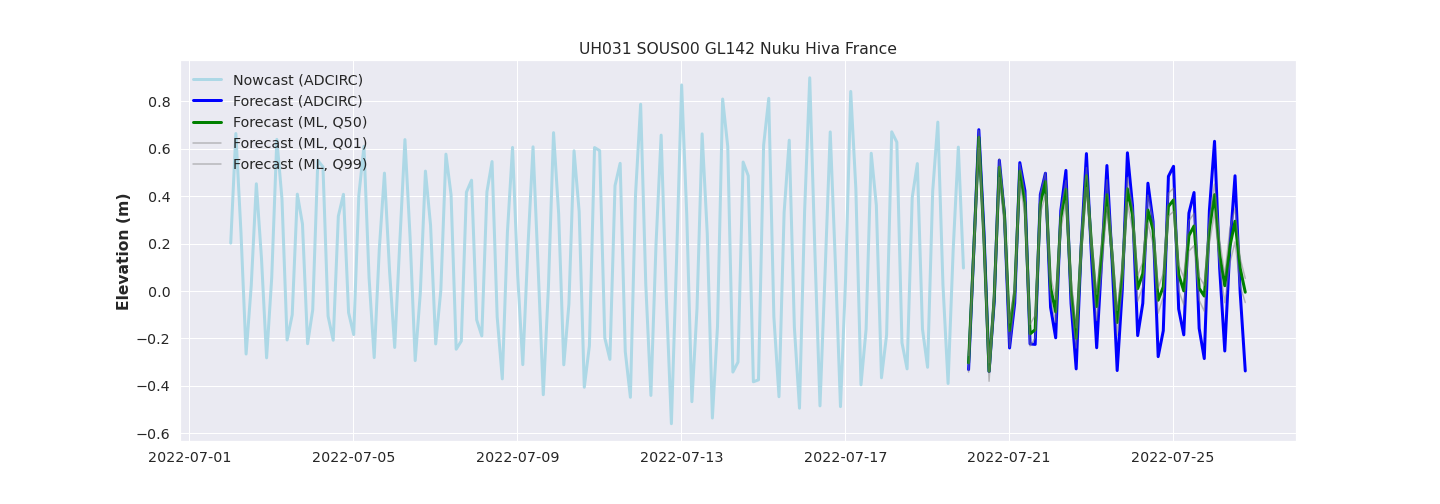 UH031 SOUS00 GL142 Nuku Hiva France
Nowcast (ADCIRC)
Forecast (ADCIRC)
Forecast (ML, Q50)
Forecast (ML, Q01)
Forecast (ML, Q99)
Elevation (m)
0.8
0.6
0.4
0.2
0.0
−0.2
−0.4
−0.6
2022-07-01
2022-07-05
2022-07-09
2022-07-13
2022-07-17
2022-07-21
2022-07-25